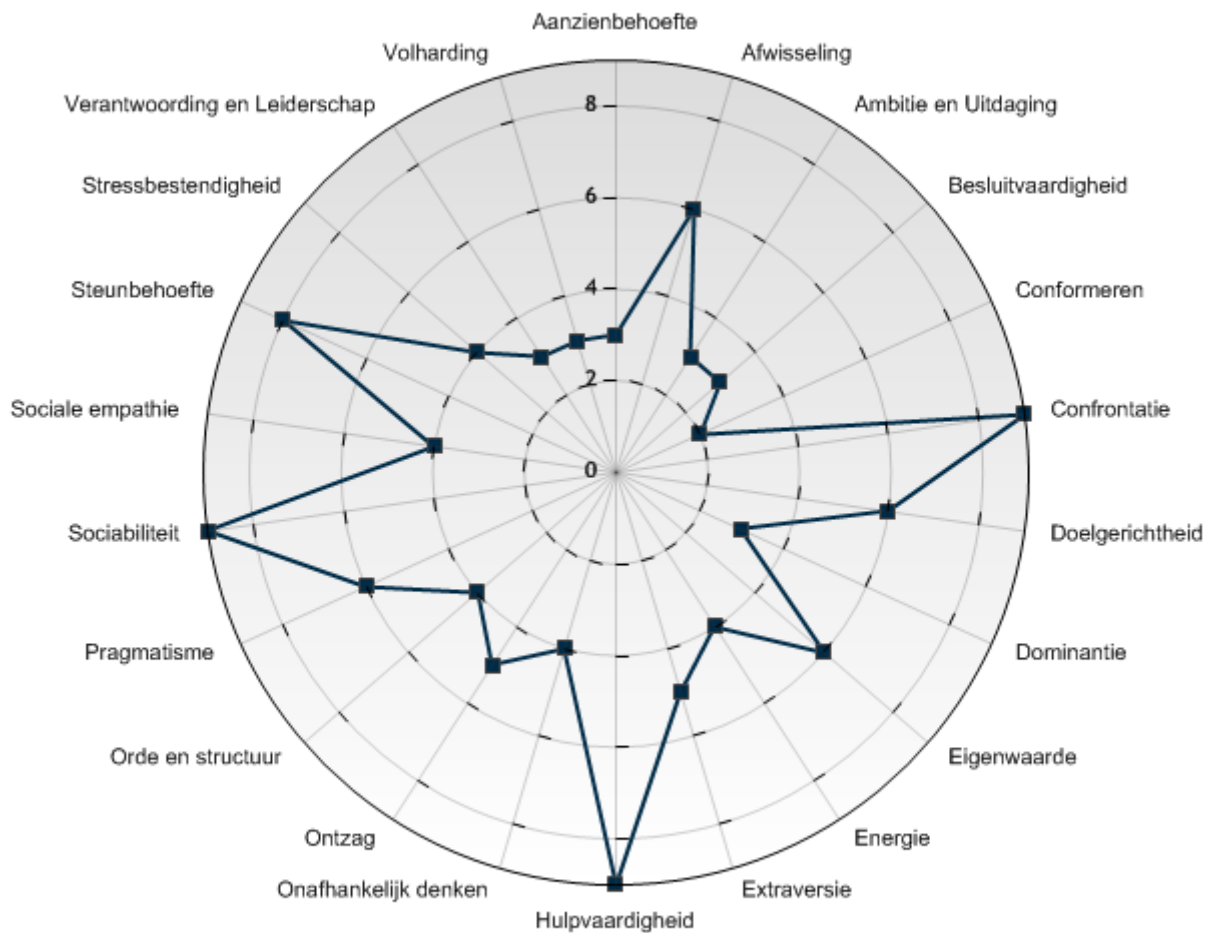 Aanzienbehoefte
Volharding
Afwisseling
Verantwoording en Leiderschap
8
Ambitie en Uitdaging
Stressbestendigheid
6
Besluitvaardigheid
Steunbehoefte
4
Conformeren
2
Sociale empathie
Confrontatie
0
Sociabiliteit
Doelgerichtheid
Pragmatisme
Dominantie
Orde en structuur
Eigenwaarde
Ontzag
Energie
Onafhankelijk denken
Extraversie
Hulpvaardigheid